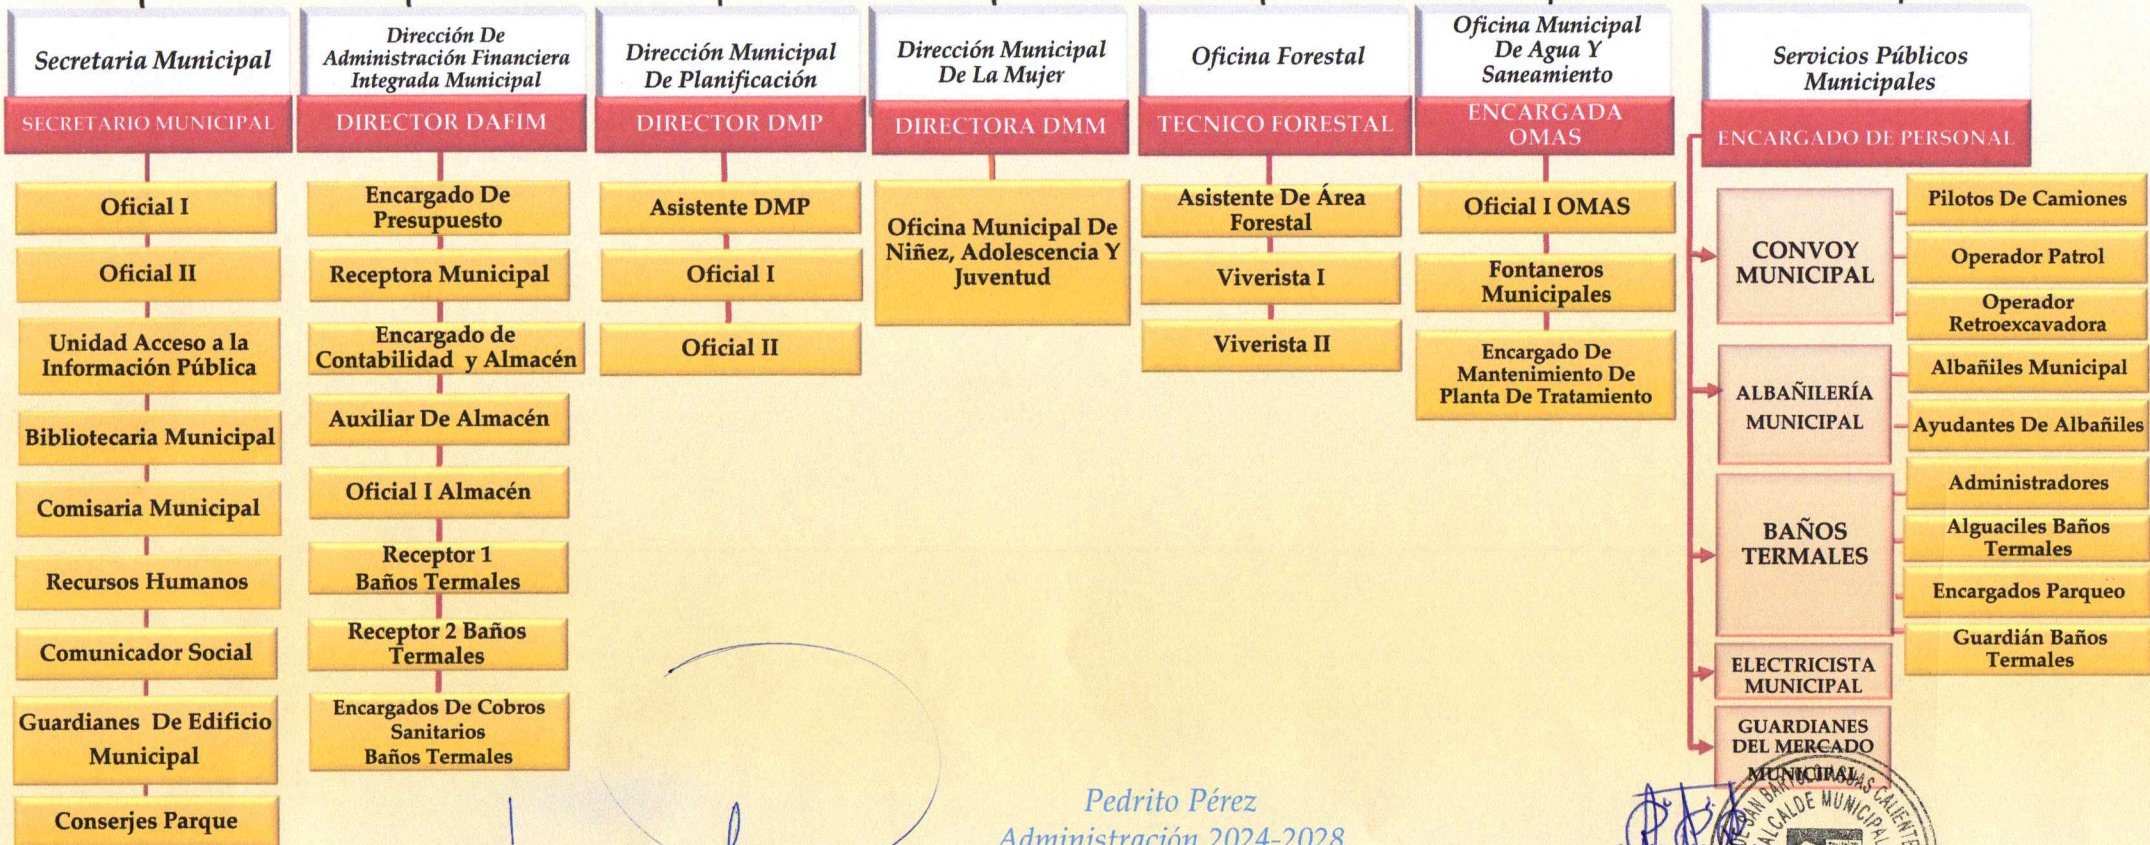 Secretaria Municipal
SECRETARIO MUNICIPAL
Oficial I
Oficial II
Unidad Acceso a la
Información Pública
Bibliotecaria Municipal
Comisaria Municipal
Recursos Humanos
Comunicador Social
Guardianes De Edificio
Municipal
Conserjes Parque
Dirección De
Administración Financiera
Integrada Municipal
DIRECTOR DAFIM
Encargado De
Presupuesto
Receptora Municipal
Encargado de
Contabilidad y Almacén
Auxiliar De Almacén
Oficial I Almacén
Receptor 1
Baños Termales
Receptor 2 Baños
Termales
Encargados De Cobros
Sanitarios
Baños Termales
Dirección Municipal
De Planificación
DIRECTOR DMP
Asistente DMP
Oficial I
Oficial II
Dirección Municipal
De La Mujer
DIRECTORA DMM
Oficina Municipal De
Niñez, Adolescencia Y
Juventud
Oficina Forestal
TECNICO FORESTAL
Asistente De Área
Forestal
Viverista I
Viverista II
Oficina Municipal
De Agua Y
Saneamiento
ENCARGADA
OMAS
Oficial I OMAS
Fontaneros
Municipales
Encargado De
Mantenimiento De
Planta De Tratamiento
Servicios Públicos
Municipales
ENCARGADO DE PERSONAL
CONVOY
MUNICIPAL
Pilotos De Camiones
Operador Patrol
Operador
Retroexcavadora
ALBAÑILERÍA
MUNICIPAL
Albañiles Municipal
Ayudantes De Albañiles
BAÑOS
TERMALES
Administradores
Alguaciles Baños
Termales
Encargados Parqueo
Guardián Baños
Termales
ELECTRICISTA
MUNICIPAL
GUARDIANES
DEL MERCADO
MUNICIPAL
Pedrito Pérez
Administración 2024-2028
DE SAN BARTOLO AGUAS CALIENTE
ALCALDE MUNICIPAL